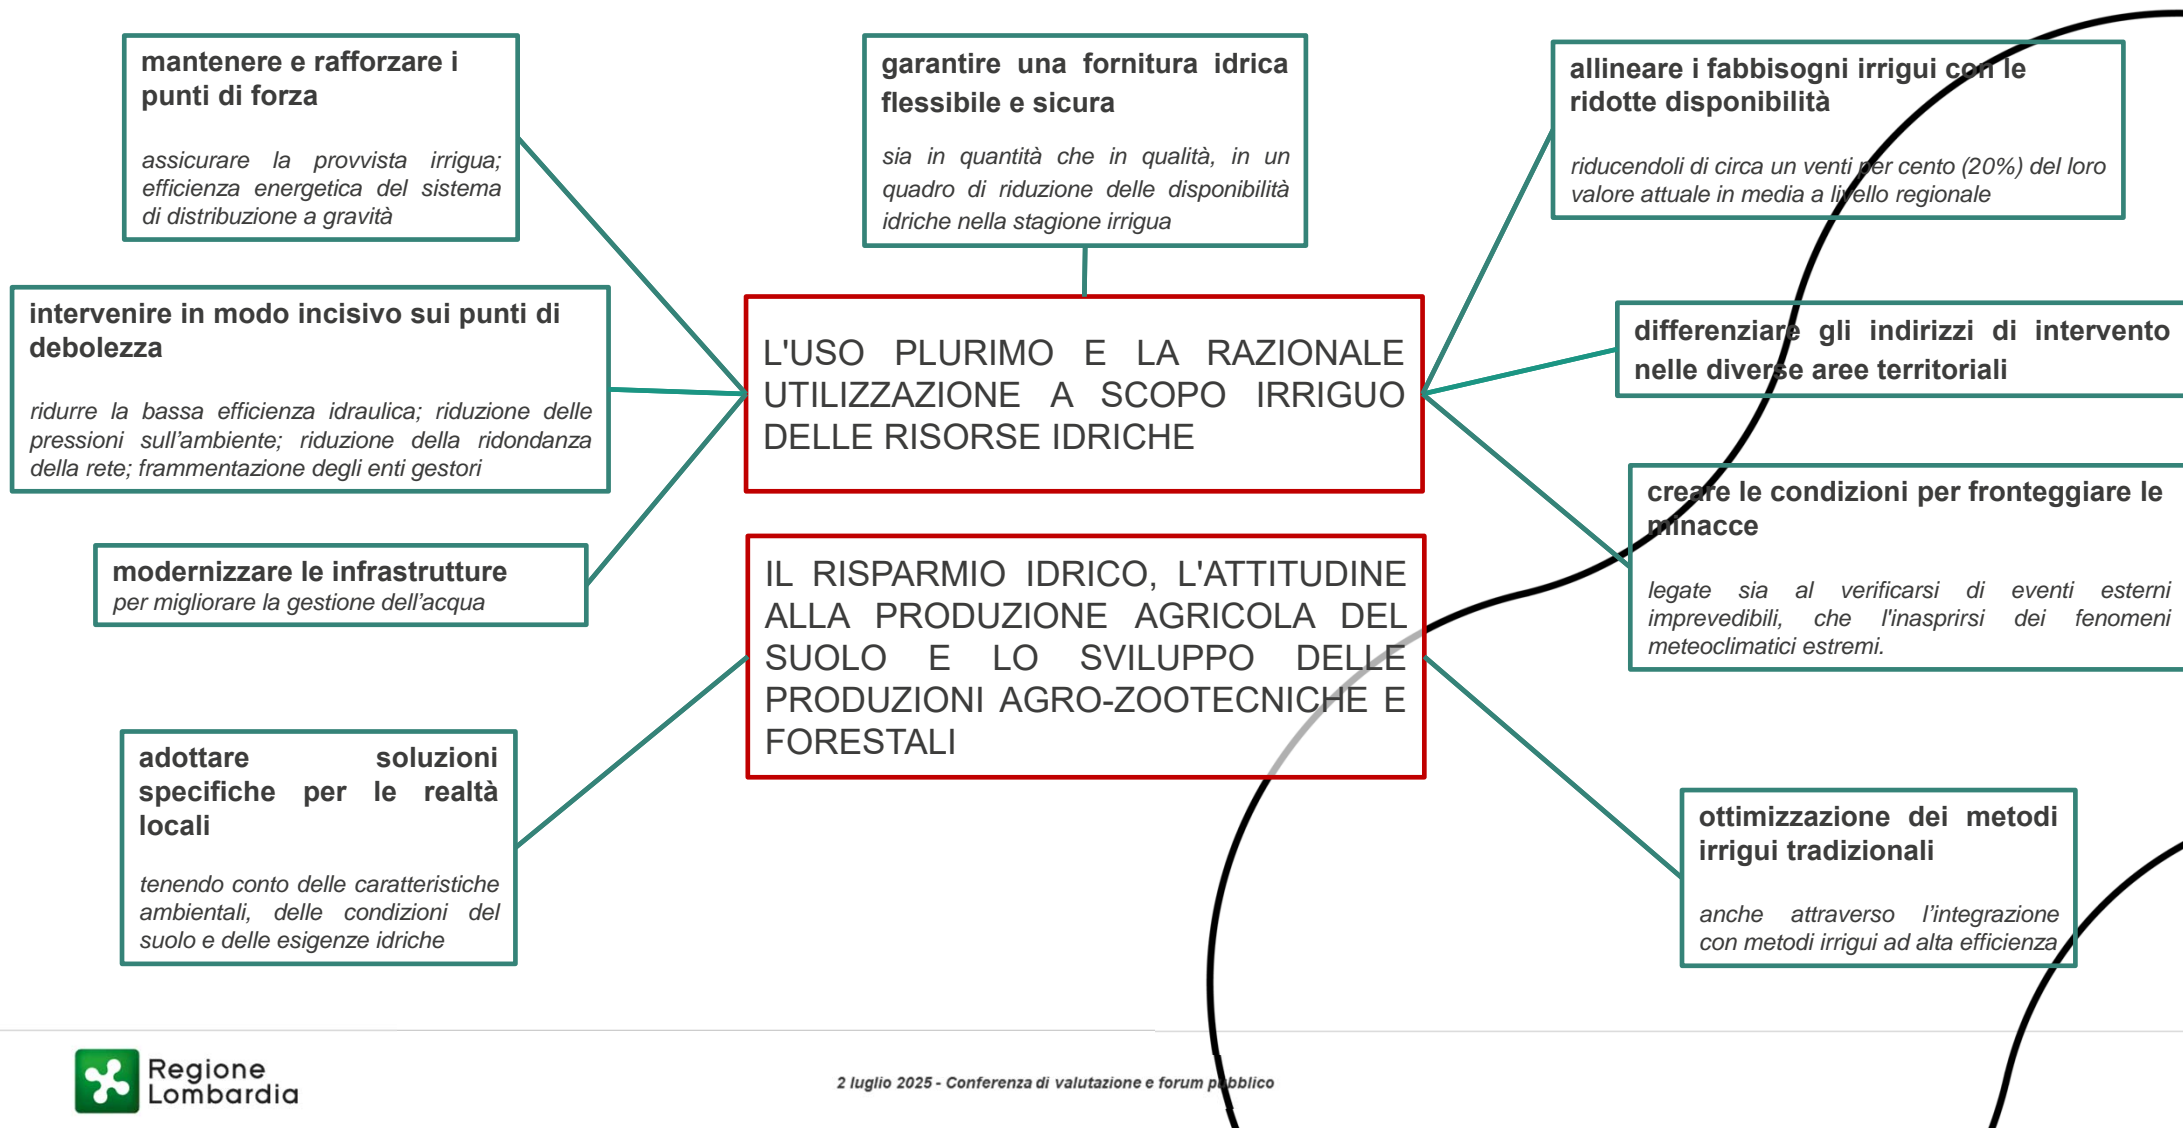 mantenere e rafforzare i
punti di forza
assicurare la provvista irrigua;
efficienza energetica del sistema
di distribuzione a gravità
garantire una fornitura idrica
flessibile e sicura
sia in quantità che in qualità, in un
quadro di riduzione delle disponibilità
idriche nella stagione irrigua
allineare i fabbisogni irrigui con le
ridotte disponibilità
riducendoli di circa un venti per cento (20%) del loro
valore attuale in media a livello regionale
intervenire in modo incisivo sui punti di
debolezza
ridurre la bassa efficienza idraulica; riduzione delle
pressioni sull’ambiente; riduzione della ridondanza
della rete; frammentazione degli enti gestori
L'USO PLURIMO E LA RAZIONALE
UTILIZZAZIONE A SCOPO IRRIGUO
DELLE RISORSE IDRICHE
differenziare gli indirizzi di intervento
nelle diverse aree territoriali
creare le condizioni per fronteggiare le
minacce
legate sia al verificarsi di eventi esterni
imprevedibili, che l'inasprirsi dei fenomeni
meteoclimatici estremi.
modernizzare le infrastrutture
per migliorare la gestione dell’acqua
IL RISPARMIO IDRICO, L'ATTITUDINE
ALLA PRODUZIONE AGRICOLA DEL
SUOLO E LO SVILUPPO DELLE
PRODUZIONI AGRO-ZOOTECNICHE E
FORESTALI
adottare soluzioni
specifiche per le realtà
locali
tenendo conto delle caratteristiche
ambientali, delle condizioni del
suolo e delle esigenze idriche
ottimizzazione dei metodi
irrigui tradizionali
anche attraverso l’integrazione
con metodi irrigui ad alta efficienza
Regione
Lombardia
2 luglio 2025 - Conferenza di valutazione e forum pubblico